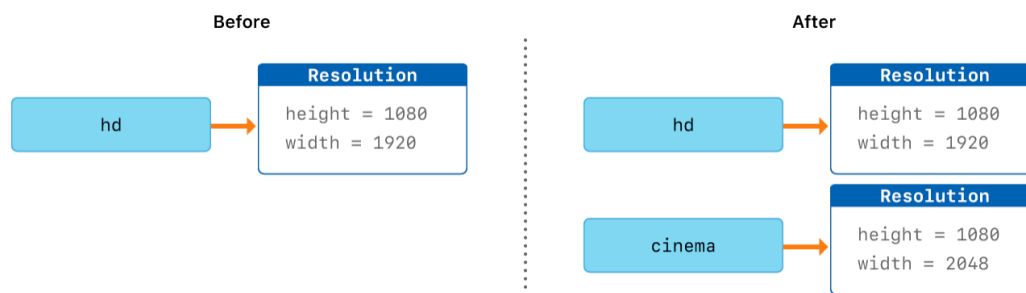 Before
Resolution
hd
height = 1080
width = 1920
After
Resolution
hd
height = 1080
width = 1920
Resolution
cinema
height = 1080
width = 2048